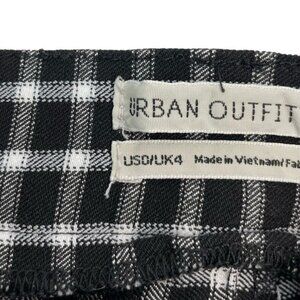 URBAN OUTFIT
US0/UK4 Made in Vietnam/Fab